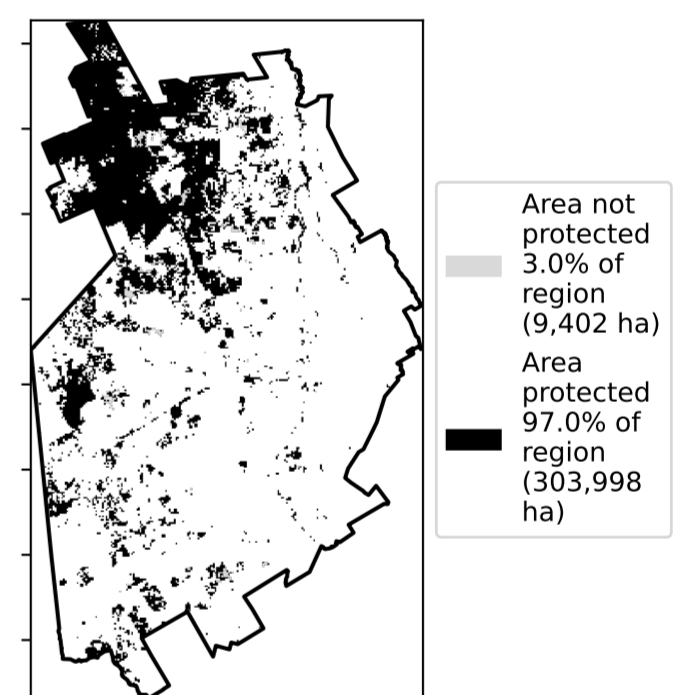 Area not
protected
3.0% of
region
(9,402 ha)
Area
protected
97.0% of
region
(303,998
ha)